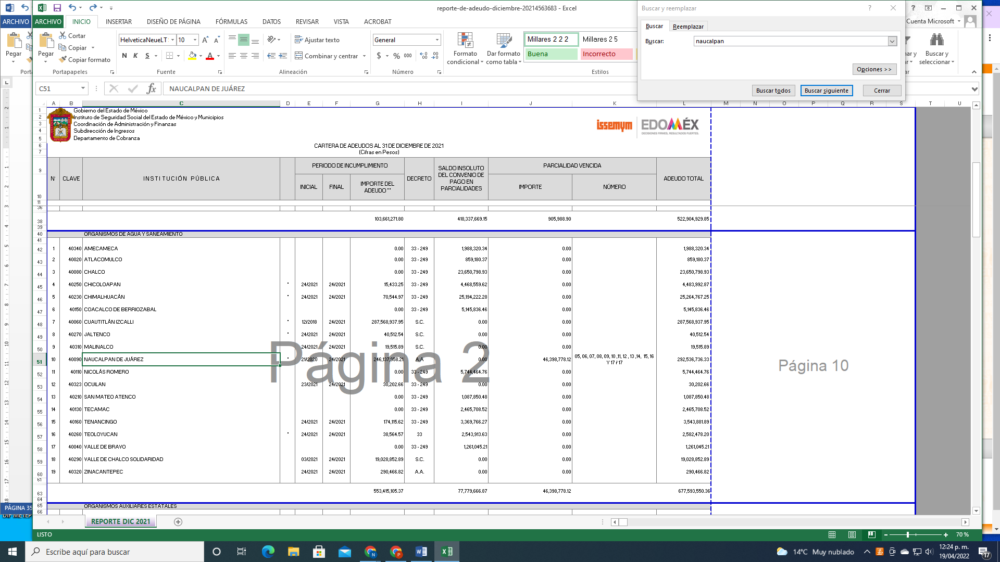 reporte-de-adeudo-diciembre-20214563683 - Excel
ARCHIVO
ARCHIVO INICIO INSERTAR DISEÑO DE PÁGINA FÓRMULAS DATOS REVISAR VISTA ACROBAT
Cuenta Microsoft
Pegar
Pegar
Cortar
Copiar
Copiar formato
Portapapeles
HelveticaNeueLT 10
N K S
Fuente
Ajustar texto
Combinar y centrar
Alineación
General
$ % 000
Número
Formato condicional
Dar formato como tabla
Millares 2 2 2
Millares 2 5
Buena
Incorrecto
Estilos
Buscar y seleccionar
Buscar y reemplazar
Buscar Reemplazar
Buscar: naucalpan
Opciones >>
Buscar todos Buscar siguiente Cerrar
C51 NAUCALPAN DE JUÁREZ
A B C D E F G H I J K L M N O P Q R S T U
Gobierno del Estado de México
Instituto de Seguridad Social del Estado de México y Municipios
Coordinación de Administración y Finanzas
Subdirección de Ingresos
Departamento de Cobranza
issemym EDOMÉX
DECISIONES FIRMES, RESULTADOS FUERTES.
CARTERA DE ADEUDOS AL 31 DE DICIEMBRE DE 2021
(Cifras en Pesos)
N° CLAVE INSTITUCIÓN PÚBLICA PERIODO DE INCUMPLIMIENTO DECRETO SALDO INSOLUTO DEL CONVENIO DE PAGO EN PARCIALIDADES PARCIALIDAD VENCIDA ADEUDO TOTAL
INICIAL FINAL IMPORTE DEL ADEUDO ** IMPORTE NÚMERO
38 103,661,271.80 418,337,669.15 905,988.90 522,904,929.85
40 ORGANISMOS DE AGUA Y SANEAMIENTO
42 1 40340 AMECAMECA 0.00 33 - 249 1,988,320.34 0.00 1,988,320.34
43 2 40020 ATLACOMULCO 0.00 33 - 249 859,180.37 0.00 859,180.37
44 3 40080 CHALCO 0.00 33 - 249 23,650,798.93 0.00 23,650,798.93
45 4 40250 CHICOLOAPAN * 24/2021 24/2021 15,433.25 33 - 249 4,468,559.62 0.00 4,483,992.87
46 5 40230 CHIMALHUACÁN * 24/2021 24/2021 70,544.97 33 - 249 25,194,222.28 0.00 25,264,767.25
47 6 40150 COACALCO DE BERRIOZABAL 0.00 33 - 249 5,145,836.46 0.00 5,145,836.46
48 7 40060 CUAUTITLÁN IZCALLI * 12/2018 24/2021 287,568,937.95 S.C. 0.00 0.00 287,568,937.95
49 8 40270 JALTENCO * 24/2021 24/2021 40,512.54 S.C. 0.00 0.00 40,512.54
50 9 40310 MALINALCO 24/2021 24/2021 19,515.89 S.C. 0.00 0.00 19,515.89
51 10 40090 NAUCALPAN DE JUÁREZ * 21/2020 24/2021 246,137,958.21 A.A 0.00 46,398,778.12 05, 06, 07, 08, 09, 10 ,11, 12 , 13 ,14, 15, 16 Y 17 / 17 292,536,736.33
52 11 40110 NICOLÁS ROMERO 0.00 33 - 249 5,744,464.76 0.00 5,744,464.76
53 12 40323 OCUILAN 23/2021 24/2021 30,202.66 33 - 249 0.00 0.00 30,202.66
54 13 40210 SAN MATEO ATENCO 0.00 33 - 249 1,087,850.48 0.00 1,087,850.48
55 14 40130 TECAMAC 0.00 33 - 249 2,465,708.52 0.00 2,465,708.52
56 15 40160 TENANCINGO 24/2021 24/2021 174,115.62 33 - 249 3,369,766.27 0.00 3,543,881.89
57 16 40260 TEOLOYUCAN * 24/2021 24/2021 38,564.57 33 2,543,913.63 0.00 2,582,478.20
58 17 40040 VALLE DE BRAVO 0.00 33 - 249 1,261,045.21 0.00 1,261,045.21
59 18 40290 VALLE DE CHALCO SOLIDARIDAD 03/2021 24/2021 19,028,852.89 S.C. 0.00 0.00 19,028,852.89
60 19 40320 ZINACANTEPEC 24/2021 24/2021 290,466.82 A.A. 0.00 0.00 290,466.82
63 553,415,105.37 77,779,666.87 46,398,778.12 677,593,550.36
65 ORGANISMOS AUXILIARES ESTATALES
66
Página 2
Página 10
PÁGINA 35
REPORTE DIC 2021
LISTO
70 %
Escribe aquí para buscar
14°C Muy nublado
12:24 p. m.
19/04/2022
17